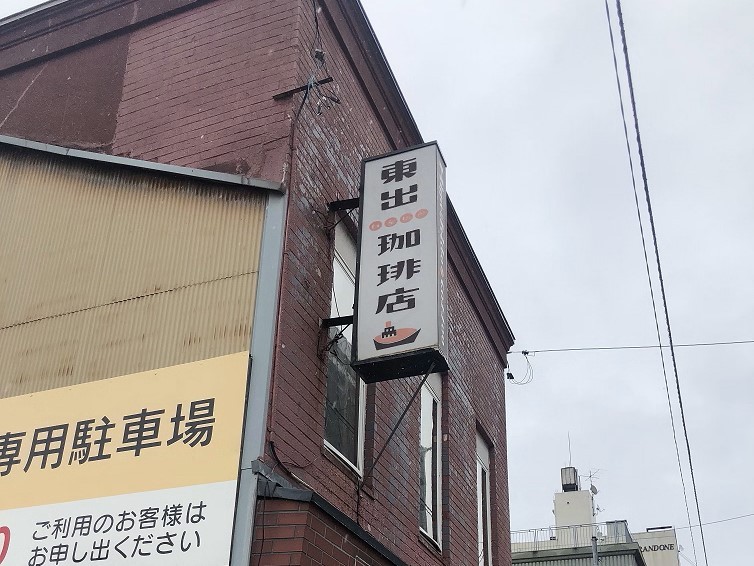 東出
珈琲店
専用駐車場
ご利用のお客様は
お申し出ください
RANDONE